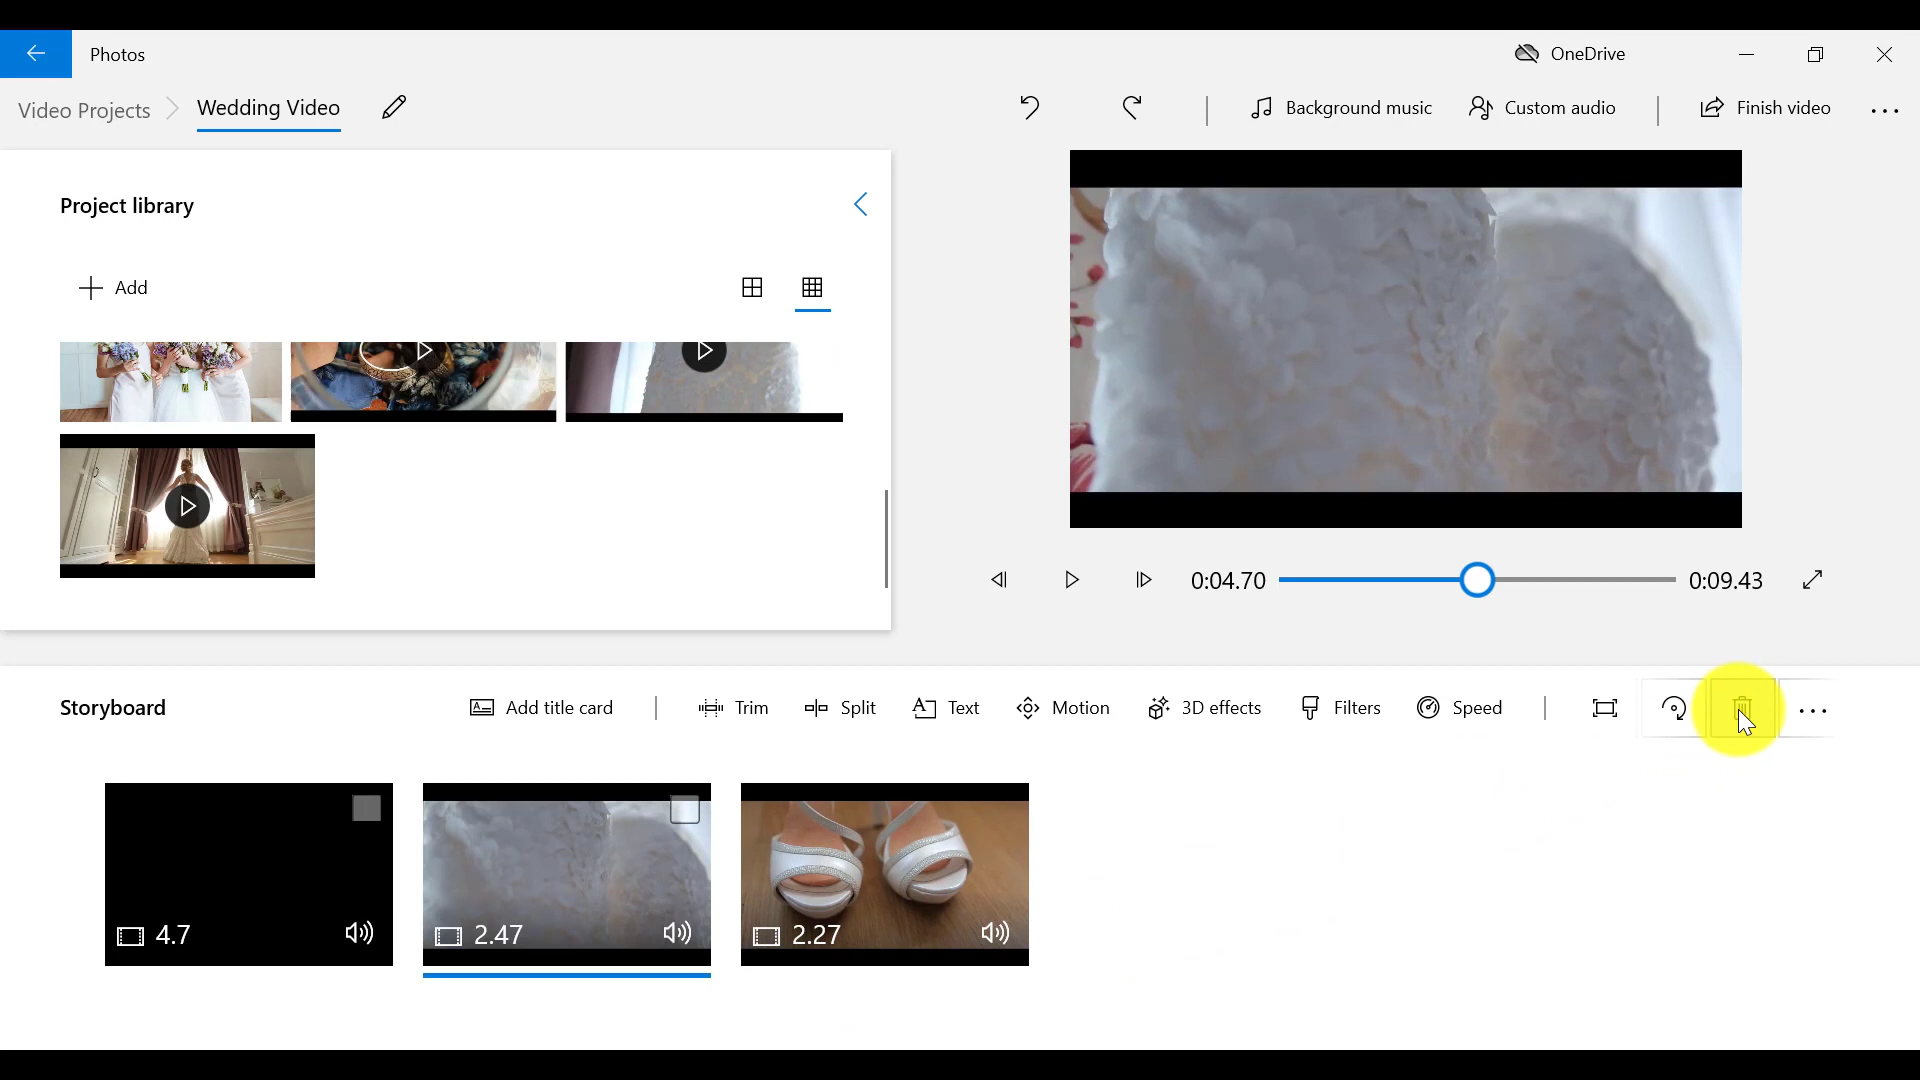 Photos
OneDrive
Video Projects
Wedding Video
Background music
Custom audio
Finish video
Project library
Add
0:04.70
0:09.43
Storyboard
Add title card
Trim
Split
Text
Motion
3D effects
Filters
Speed
4.7
2.47
2.27